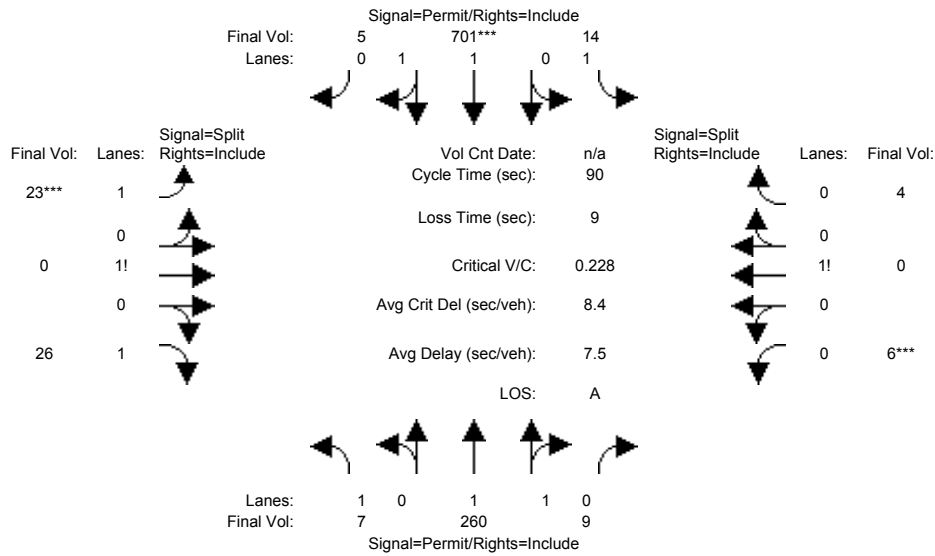 Signal=Permit/Rights=Include
Final Vol: 5 701*** 14
Lanes: 0 1 1 0 1
Signal=Split
Final Vol: Lanes: Rights=Include
Vol Cnt Date: n/a
Signal=Split
Rights=Include Lanes: Final Vol:
Cycle Time (sec): 90
23*** 1
0 4
Loss Time (sec): 9
0
0
0 1!
Critical V/C: 0.228
1! 0
0
Avg Crit Del (sec/veh): 8.4
0
26 1
Avg Delay (sec/veh): 7.5
0 6***
LOS: A
Lanes: 1 0 1 1 0
Final Vol: 7 260 9
Signal=Permit/Rights=Include